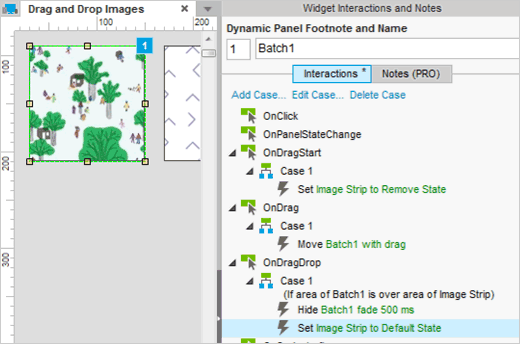 Drag and Drop Images
Widget Interactions and Notes
100
200
80
100
200
300
1
Dynamic Panel Footnote and Name
1
Batch1
Interactions *
Notes (PRO)
Add Case... Edit Case... Delete Case
OnClick
OnPanelStateChange
OnDragStart
Case 1
Set Image Strip to Remove State
OnDrag
Case 1
Move Batch1 with drag
OnDragDrop
Case 1
(If area of Batch1 is over area of Image Strip)
Hide Batch1 fade 500 ms
Set Image Strip to Default State